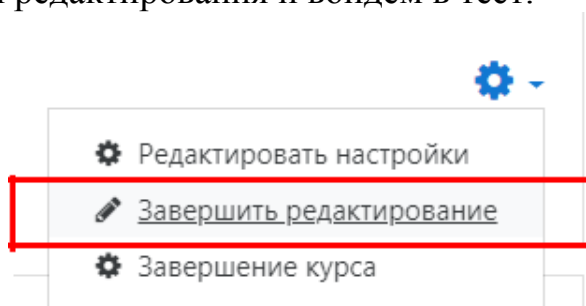 редактирования и войдем в тест.
Редактировать настройки
Завершить редактирование
Завершение курса